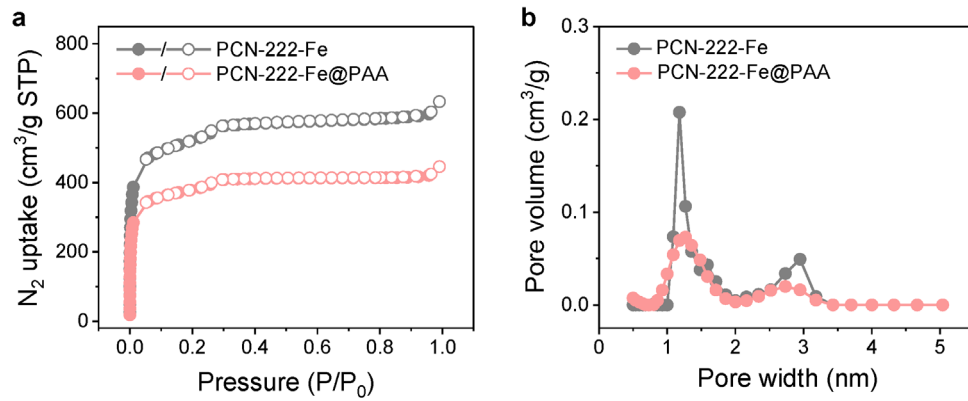 a
800
600
400
200
0
N₂ uptake (cm³/g STP)
/ PCN-222-Fe
/ PCN-222-Fe@PAA
0.0 0.2 0.4 0.6 0.8 1.0
Pressure (P/P₀)
b
0.3
0.2
0.1
0.0
Pore volume (cm³/g)
PCN-222-Fe
PCN-222-Fe@PAA
0 1 2 3 4 5
Pore width (nm)